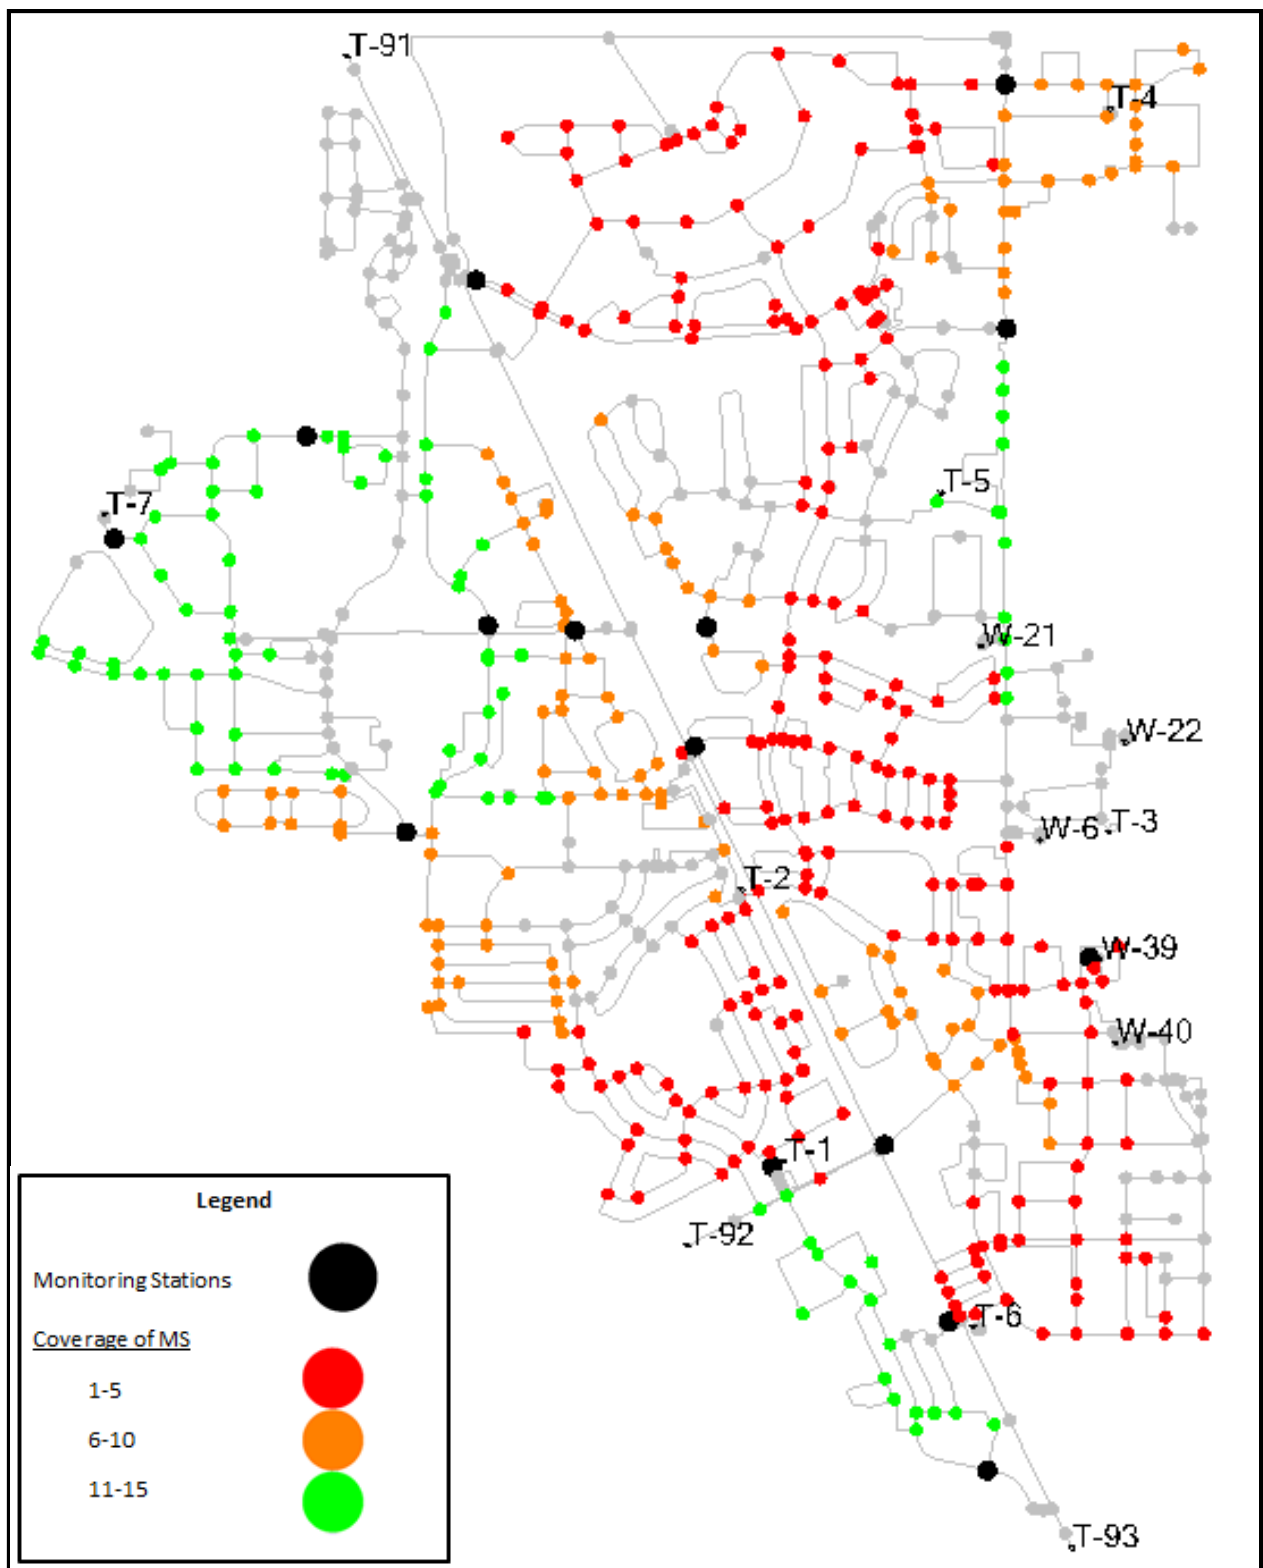 T-91
T-4
T-5
T-7
W-21
W-22
W-6
T-3
T-2
W-39
W-40
T-1
T-92
T-6
T-93
Legend
Monitoring Stations
Coverage of MS
1-5
6-10
11-15